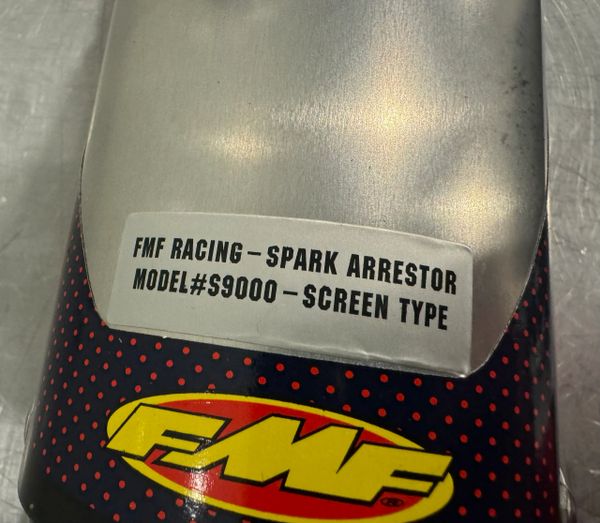 FMF RACING – SPARK ARRESTOR
MODEL#S9000 – SCREEN TYPE
FMF